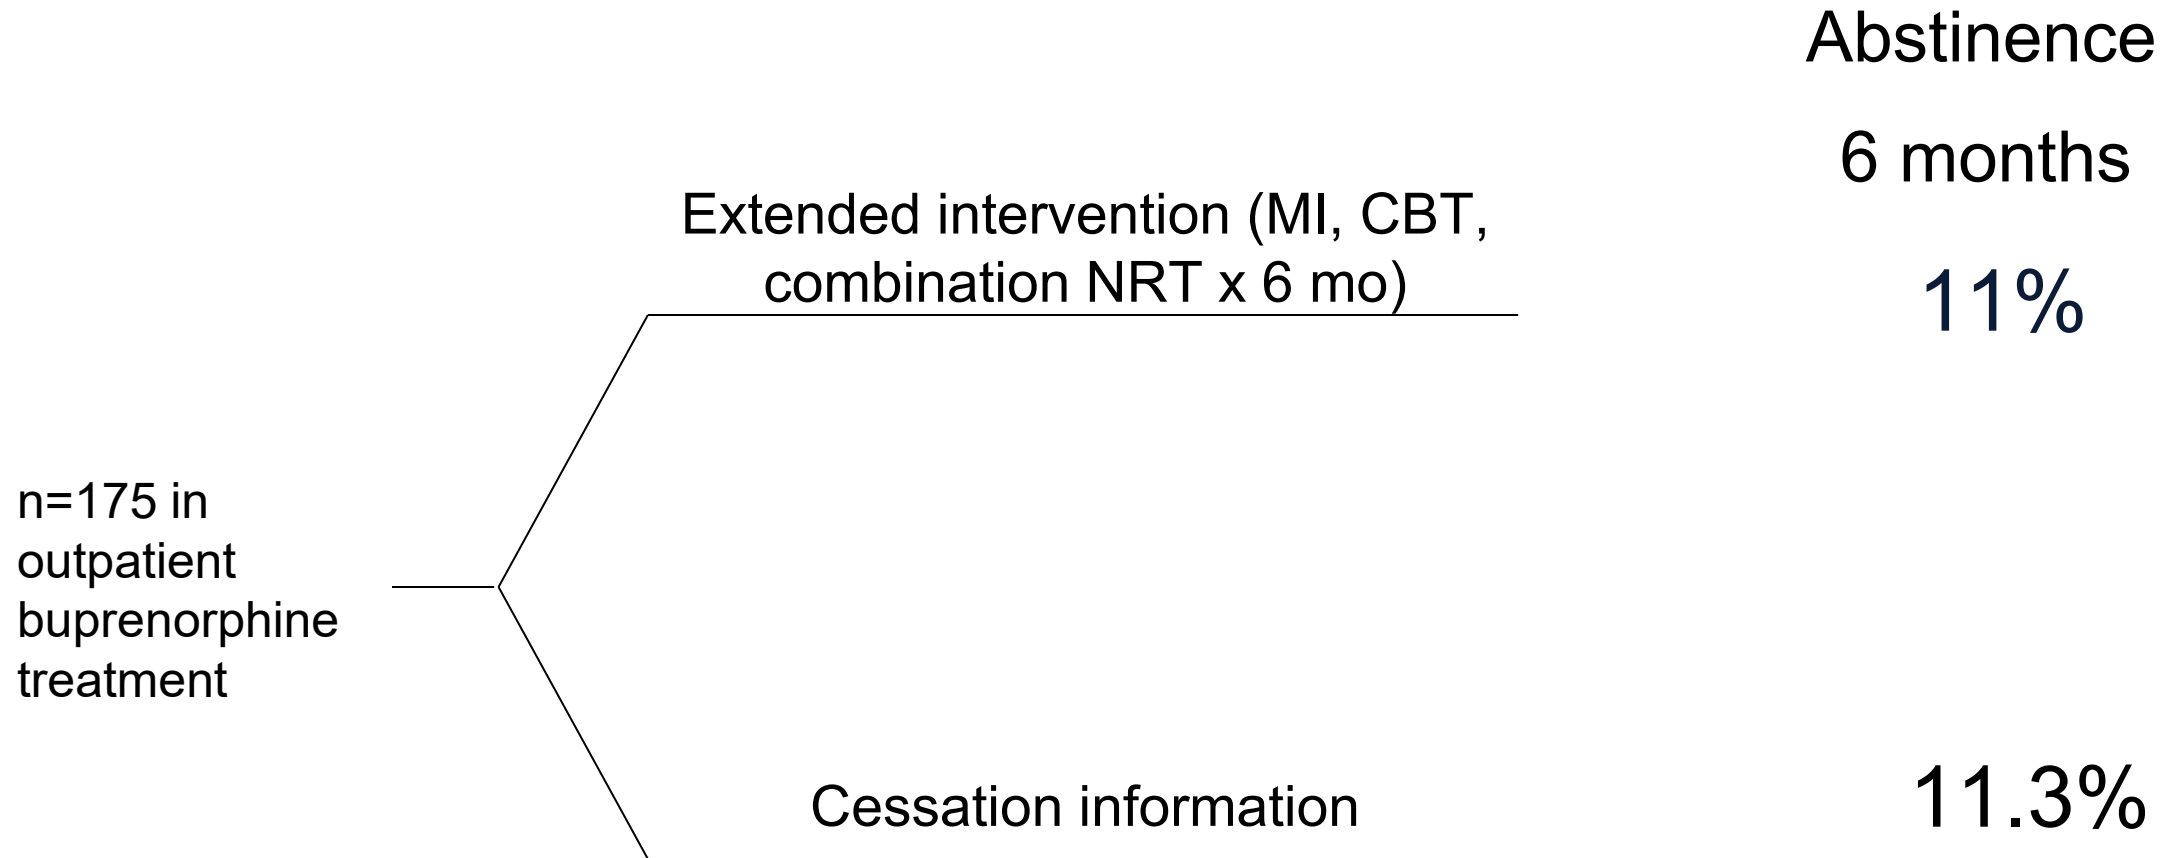 Abstinence
6 months
Extended intervention (MI, CBT,
combination NRT x 6 mo)
11%
n=175 in
outpatient
buprenorphine
treatment
Cessation information
11.3%